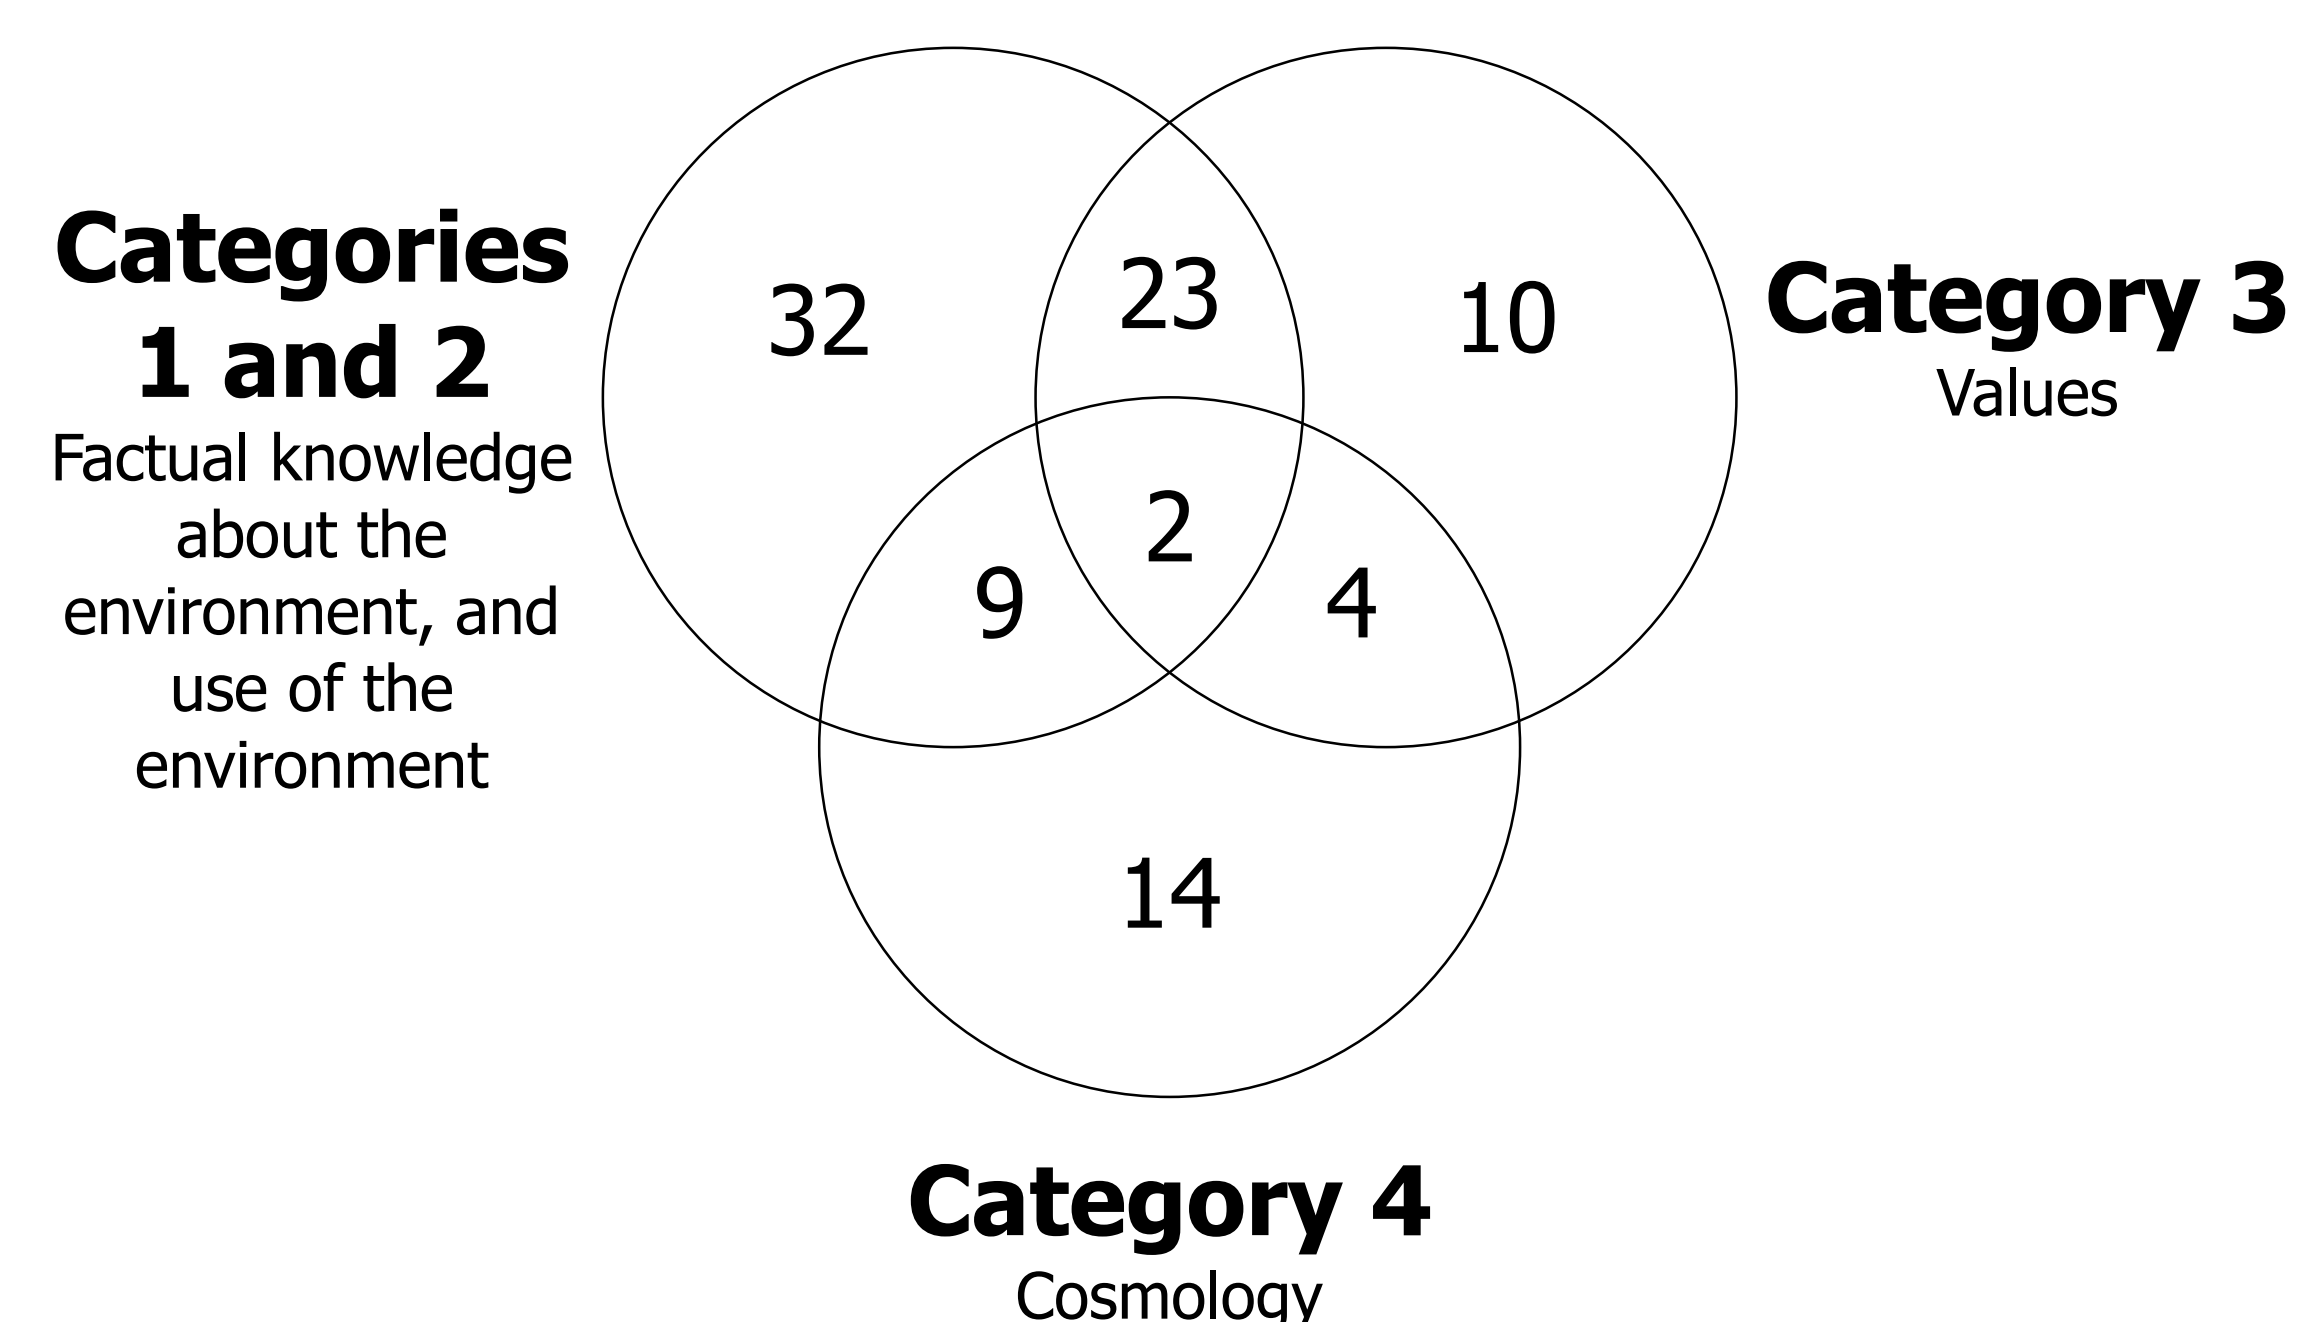 Categories
1 and 2
Factual knowledge
about the
environment, and
use of the
environment
32
23
10
Category 3
Values
2
9
4
14
Category 4
Cosmology